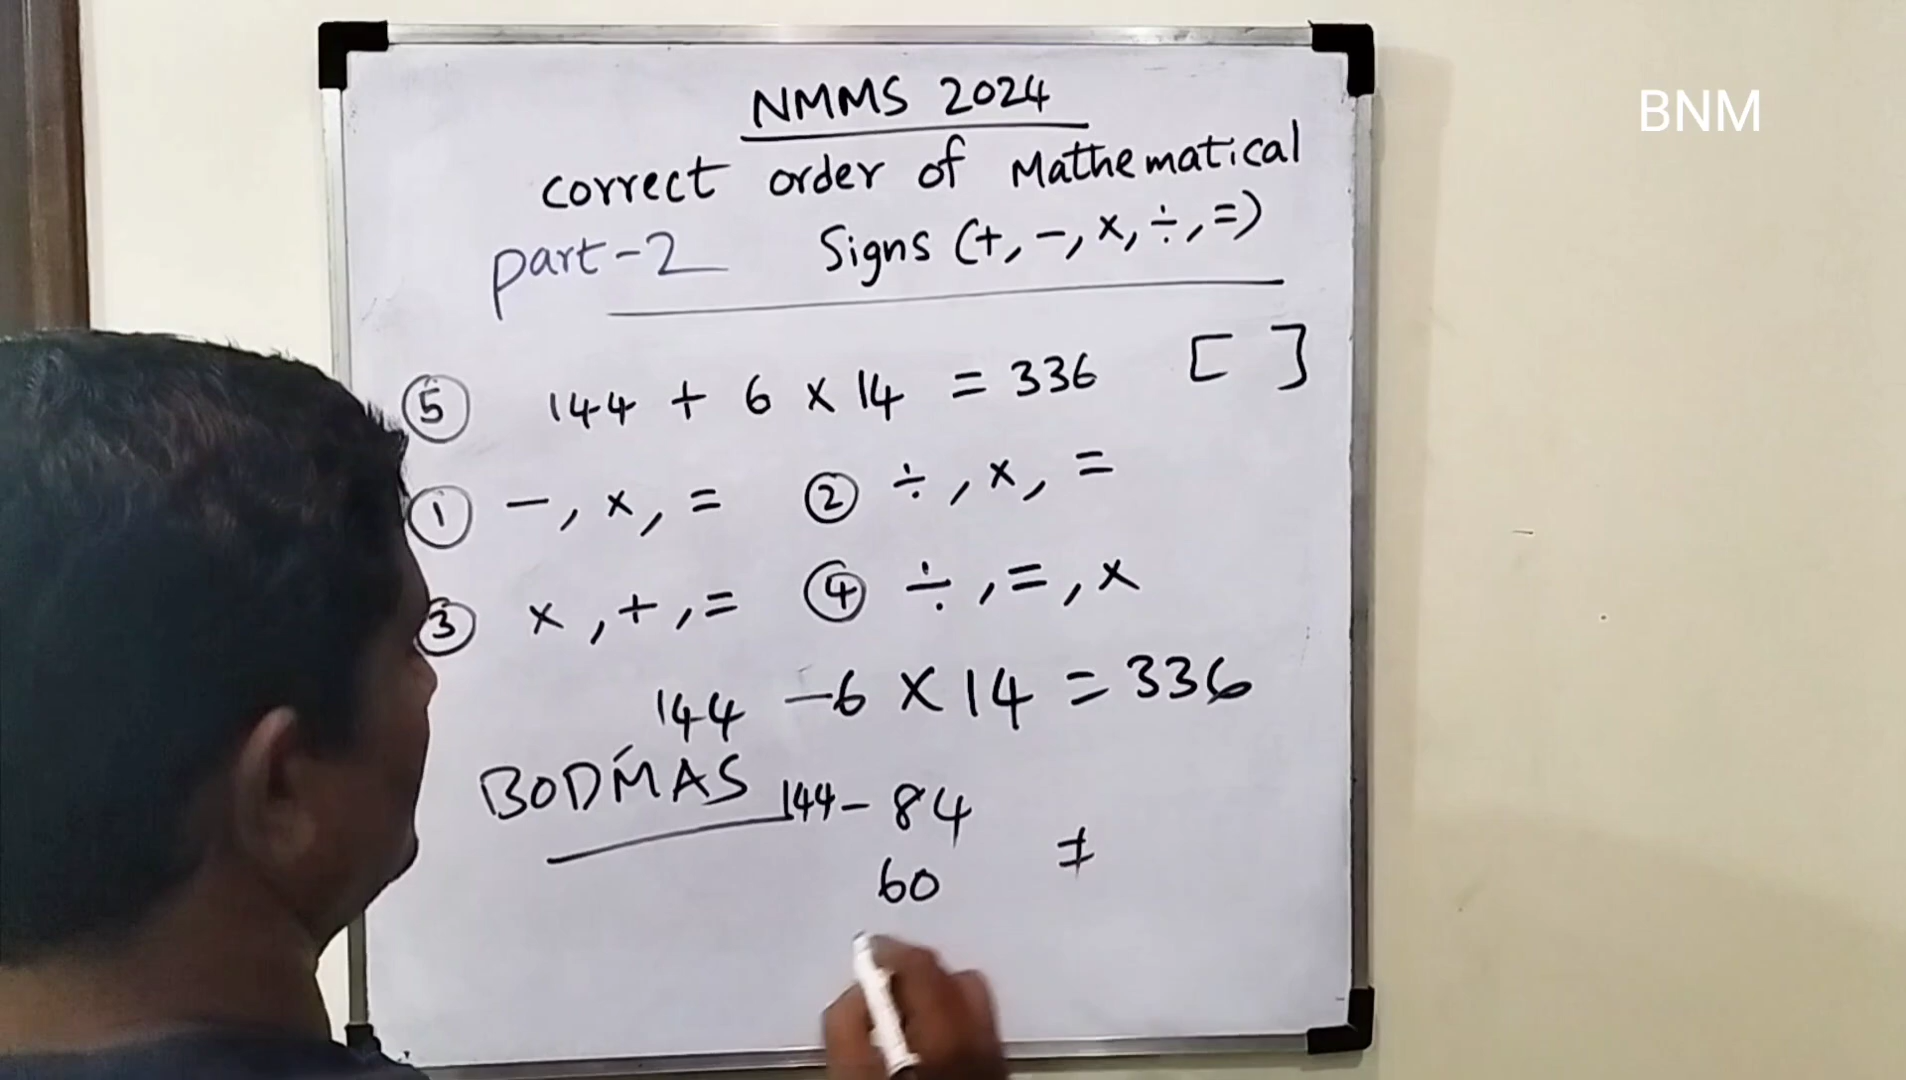 BNM
NMMS 2024
correct order of Mathematical
part-2 Signs (+, -, ×, ÷, =)
⑤ 144 + 6 × 14 = 336 [ ]
① -, ×, = ② ÷, ×, =
③ ×, +, = ④ ÷, =, ×
144 - 6 × 14 = 336
BODMAS 144 - 84
60 ≠